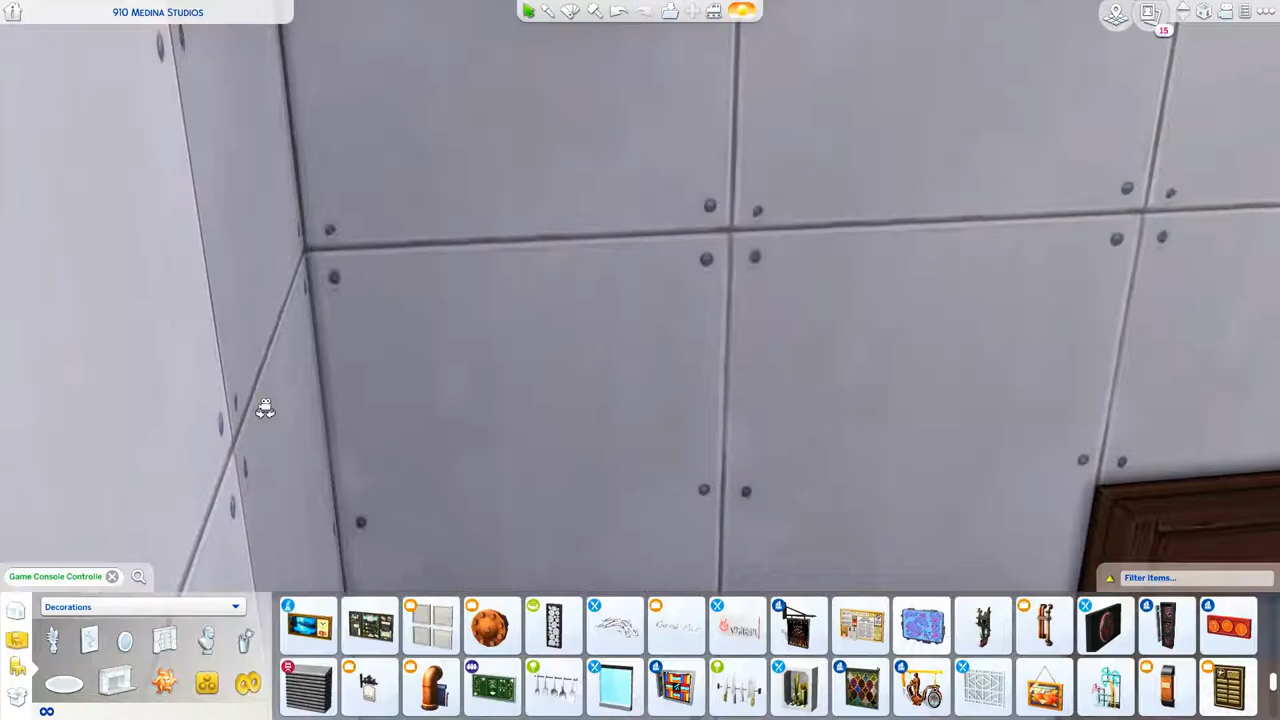 910 MEDINA STUDIOS
15
Game Console Controlle
Filter Items...
Decorations